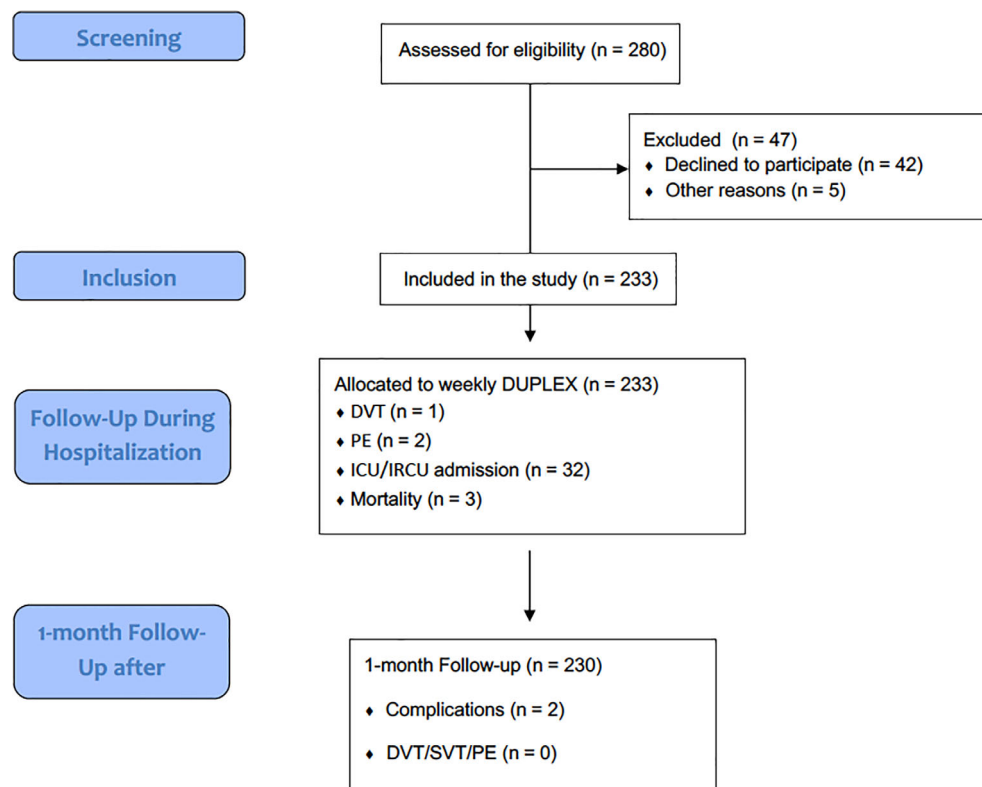 Screening
Assessed for eligibility (n = 280)
Excluded (n = 47)
♦ Declined to participate (n = 42)
♦ Other reasons (n = 5)
Inclusion
Included in the study (n = 233)
Follow-Up During
Hospitalization
Allocated to weekly DUPLEX (n = 233)
♦ DVT (n = 1)
♦ PE (n = 2)
♦ ICU/IRCU admission (n = 32)
♦ Mortality (n = 3)
1-month Follow-
Up after
1-month Follow-up (n = 230)
♦ Complications (n = 2)
♦ DVT/SVT/PE (n = 0)